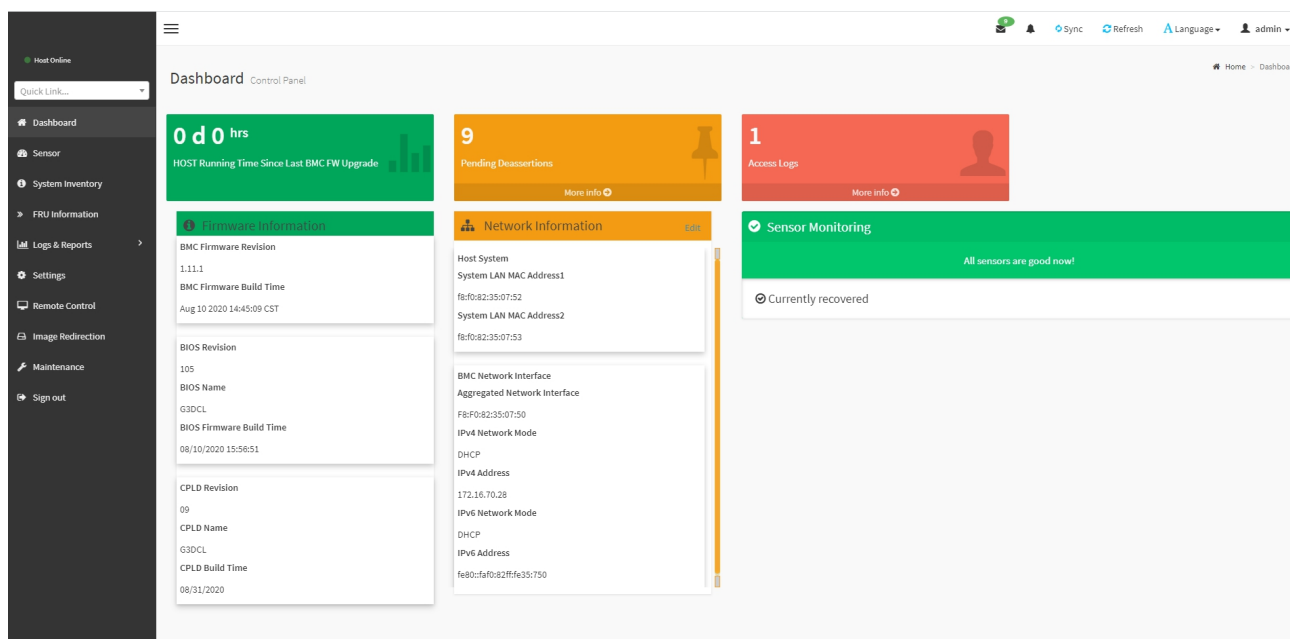 9
Sync
Refresh
A Language
admin
Host Online
Quick Link...
Dashboard
Sensor
System Inventory
FRU Information
Logs & Reports
Settings
Remote Control
Image Redirection
Maintenance
Sign out
Dashboard Control Panel
Home > Dashboa
0 d 0 hrs
HOST Running Time Since Last BMC FW Upgrade
9
Pending Deassertions
More info
1
Access Logs
More info
Firmware Information
BMC Firmware Revision
1.11.1
BMC Firmware Build Time
Aug 10 2020 14:45:09 CST
BIOS Revision
105
BIOS Name
G3DCL
BIOS Firmware Build Time
08/10/2020 15:56:51
CPLD Revision
09
CPLD Name
G3DCL
CPLD Build Time
08/31/2020
Network Information
Edit
Host System
System LAN MAC Address1
f8:f0:82:35:07:52
System LAN MAC Address2
f8:f0:82:35:07:53
BMC Network Interface
Aggregated Network Interface
F8:F0:82:35:07:50
IPv4 Network Mode
DHCP
IPv4 Address
172.16.70.28
IPv6 Network Mode
DHCP
IPv6 Address
fe80::faf0:82ff:fe35:750
Sensor Monitoring
All sensors are good now!
Currently recovered